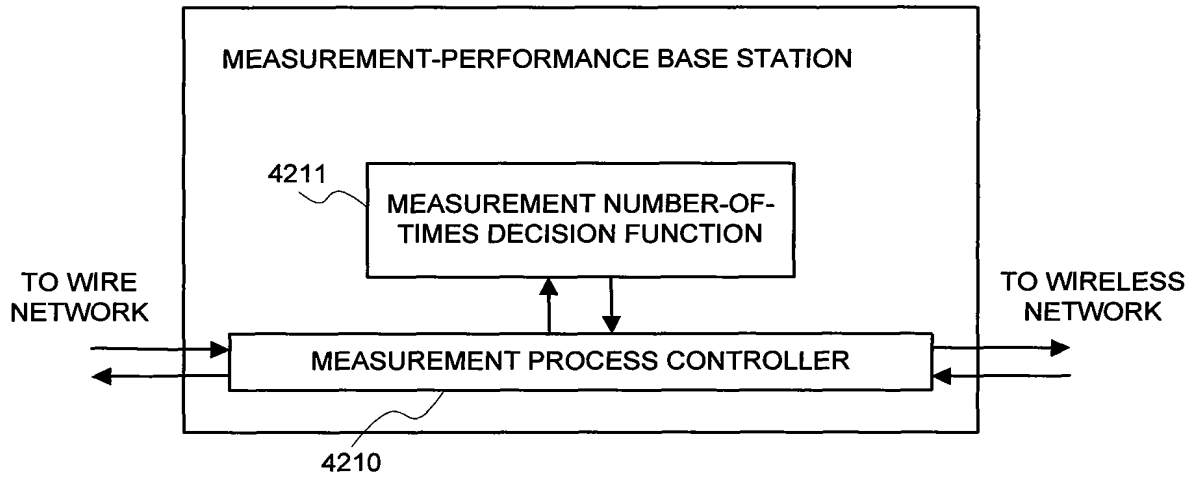 MEASUREMENT-PERFORMANCE BASE STATION
4211
MEASUREMENT NUMBER-OF-
TIMES DECISION FUNCTION
TO WIRE
NETWORK
TO WIRELESS
NETWORK
MEASUREMENT PROCESS CONTROLLER
4210